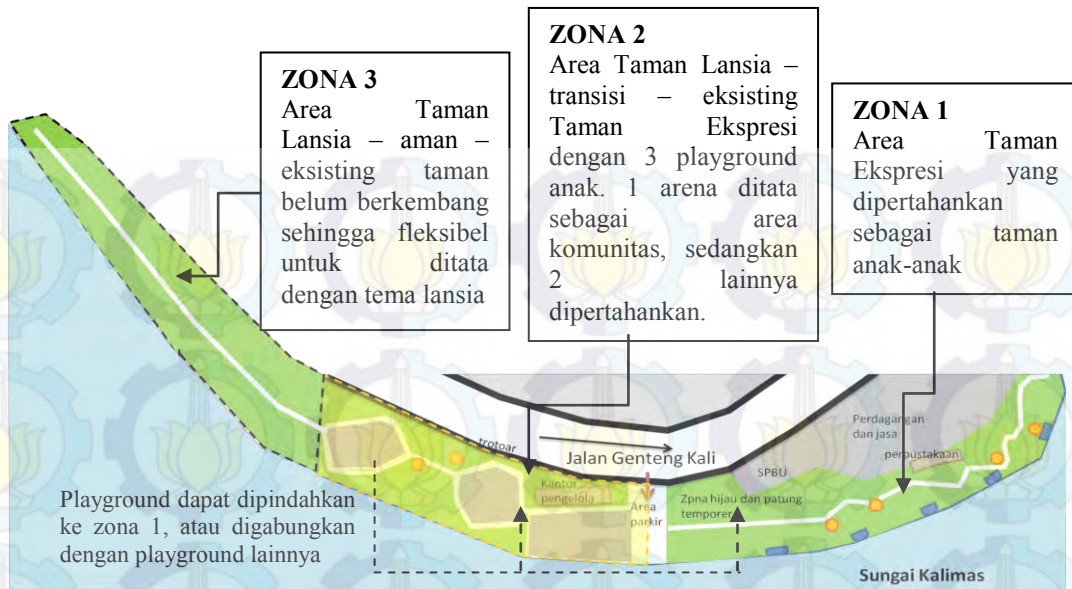 ZONA 3
Area Taman
Lansia – aman –
eksisting taman
belum berkembang
sehingga fleksibel
untuk ditata
dengan tema lansia
ZONA 2
Area Taman Lansia –
transisi – eksisting
Taman Ekspresi
dengan 3 playground
anak. 1 arena ditata
sebagai area
komunitas, sedangkan
2 lainnya
dipertahankan.
ZONA 1
Area Taman
Ekspresi yang
dipertahankan
sebagai taman
anak-anak
trotoar
Jalan Genteng Kali
Perdagangan
dan jasa
perpustakaan
SPBU
Kantor
pengelola
Area
parkir
Zpna hijau dan patung
temporer
Playground dapat dipindahkan
ke zona 1, atau digabungkan
dengan playground lainnya
Sungai Kalimas